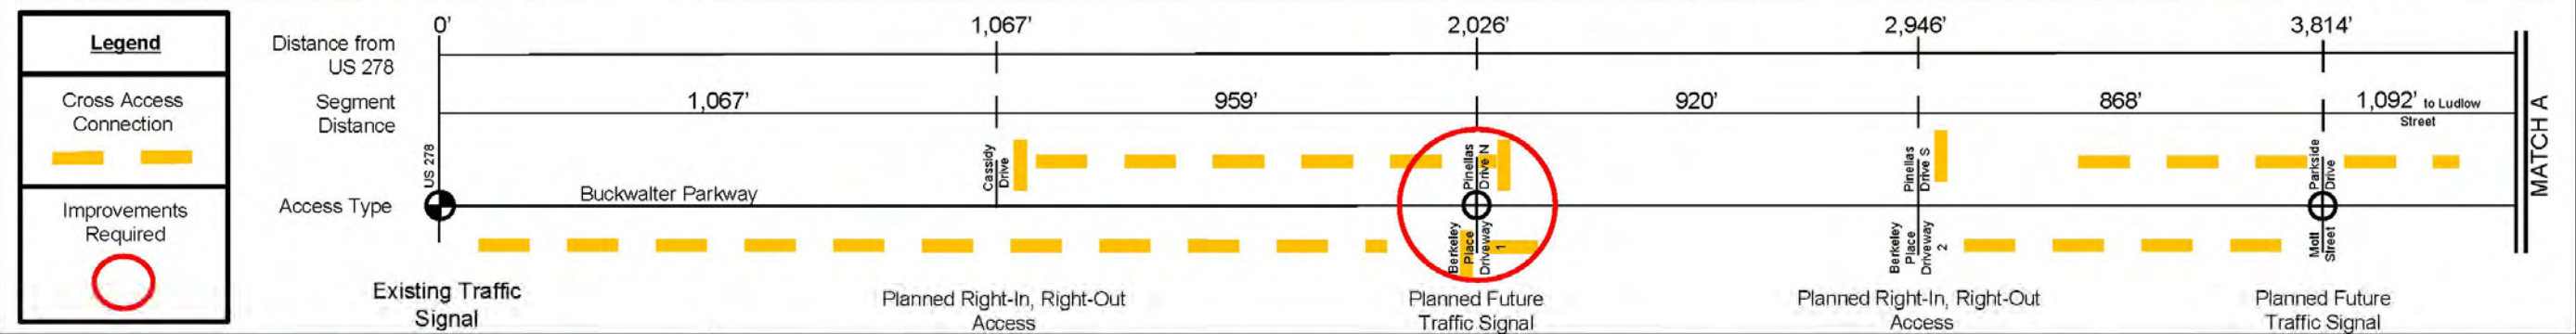 Legend
Cross Access
Connection
Improvements
Required
Distance from
US 278
0'
1,067'
2,026'
2,946'
3,814'
Segment
Distance
1,067'
959'
920'
868'
1,092' to Ludlow
Street
MATCH A
Access Type
US 278
Buckwalter Parkway
Cassidy
Drive
Pinellas
Drive N
Berkeley
Place
Driveway
1
Pinellas
Drive S
Berkeley
Place
Driveway
2
Parkside
Drive
Mott
Street
Existing Traffic
Signal
Planned Right-In, Right-Out
Access
Planned Future
Traffic Signal
Planned Right-In, Right-Out
Access
Planned Future
Traffic Signal